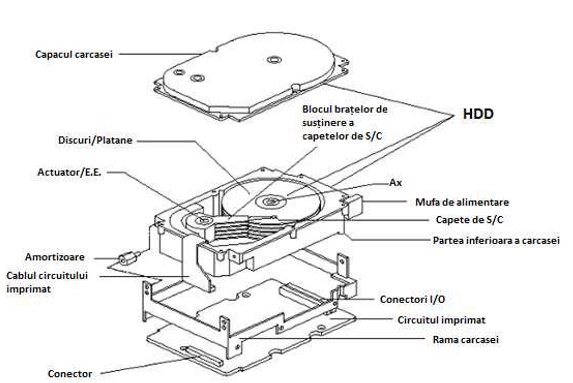 Capacul carcasei
Blocul brațelor de
susținere a
capetelor de S/C
HDD
Discuri/Platane
Actuator/E.E.
Ax
Mufa de alimentare
Capete de S/C
Partea inferioara a carcasei
Amortizoare
Cablul circuitului
imprimat
Conectori I/O
Circuitul imprimat
Rama carcasei
Conector